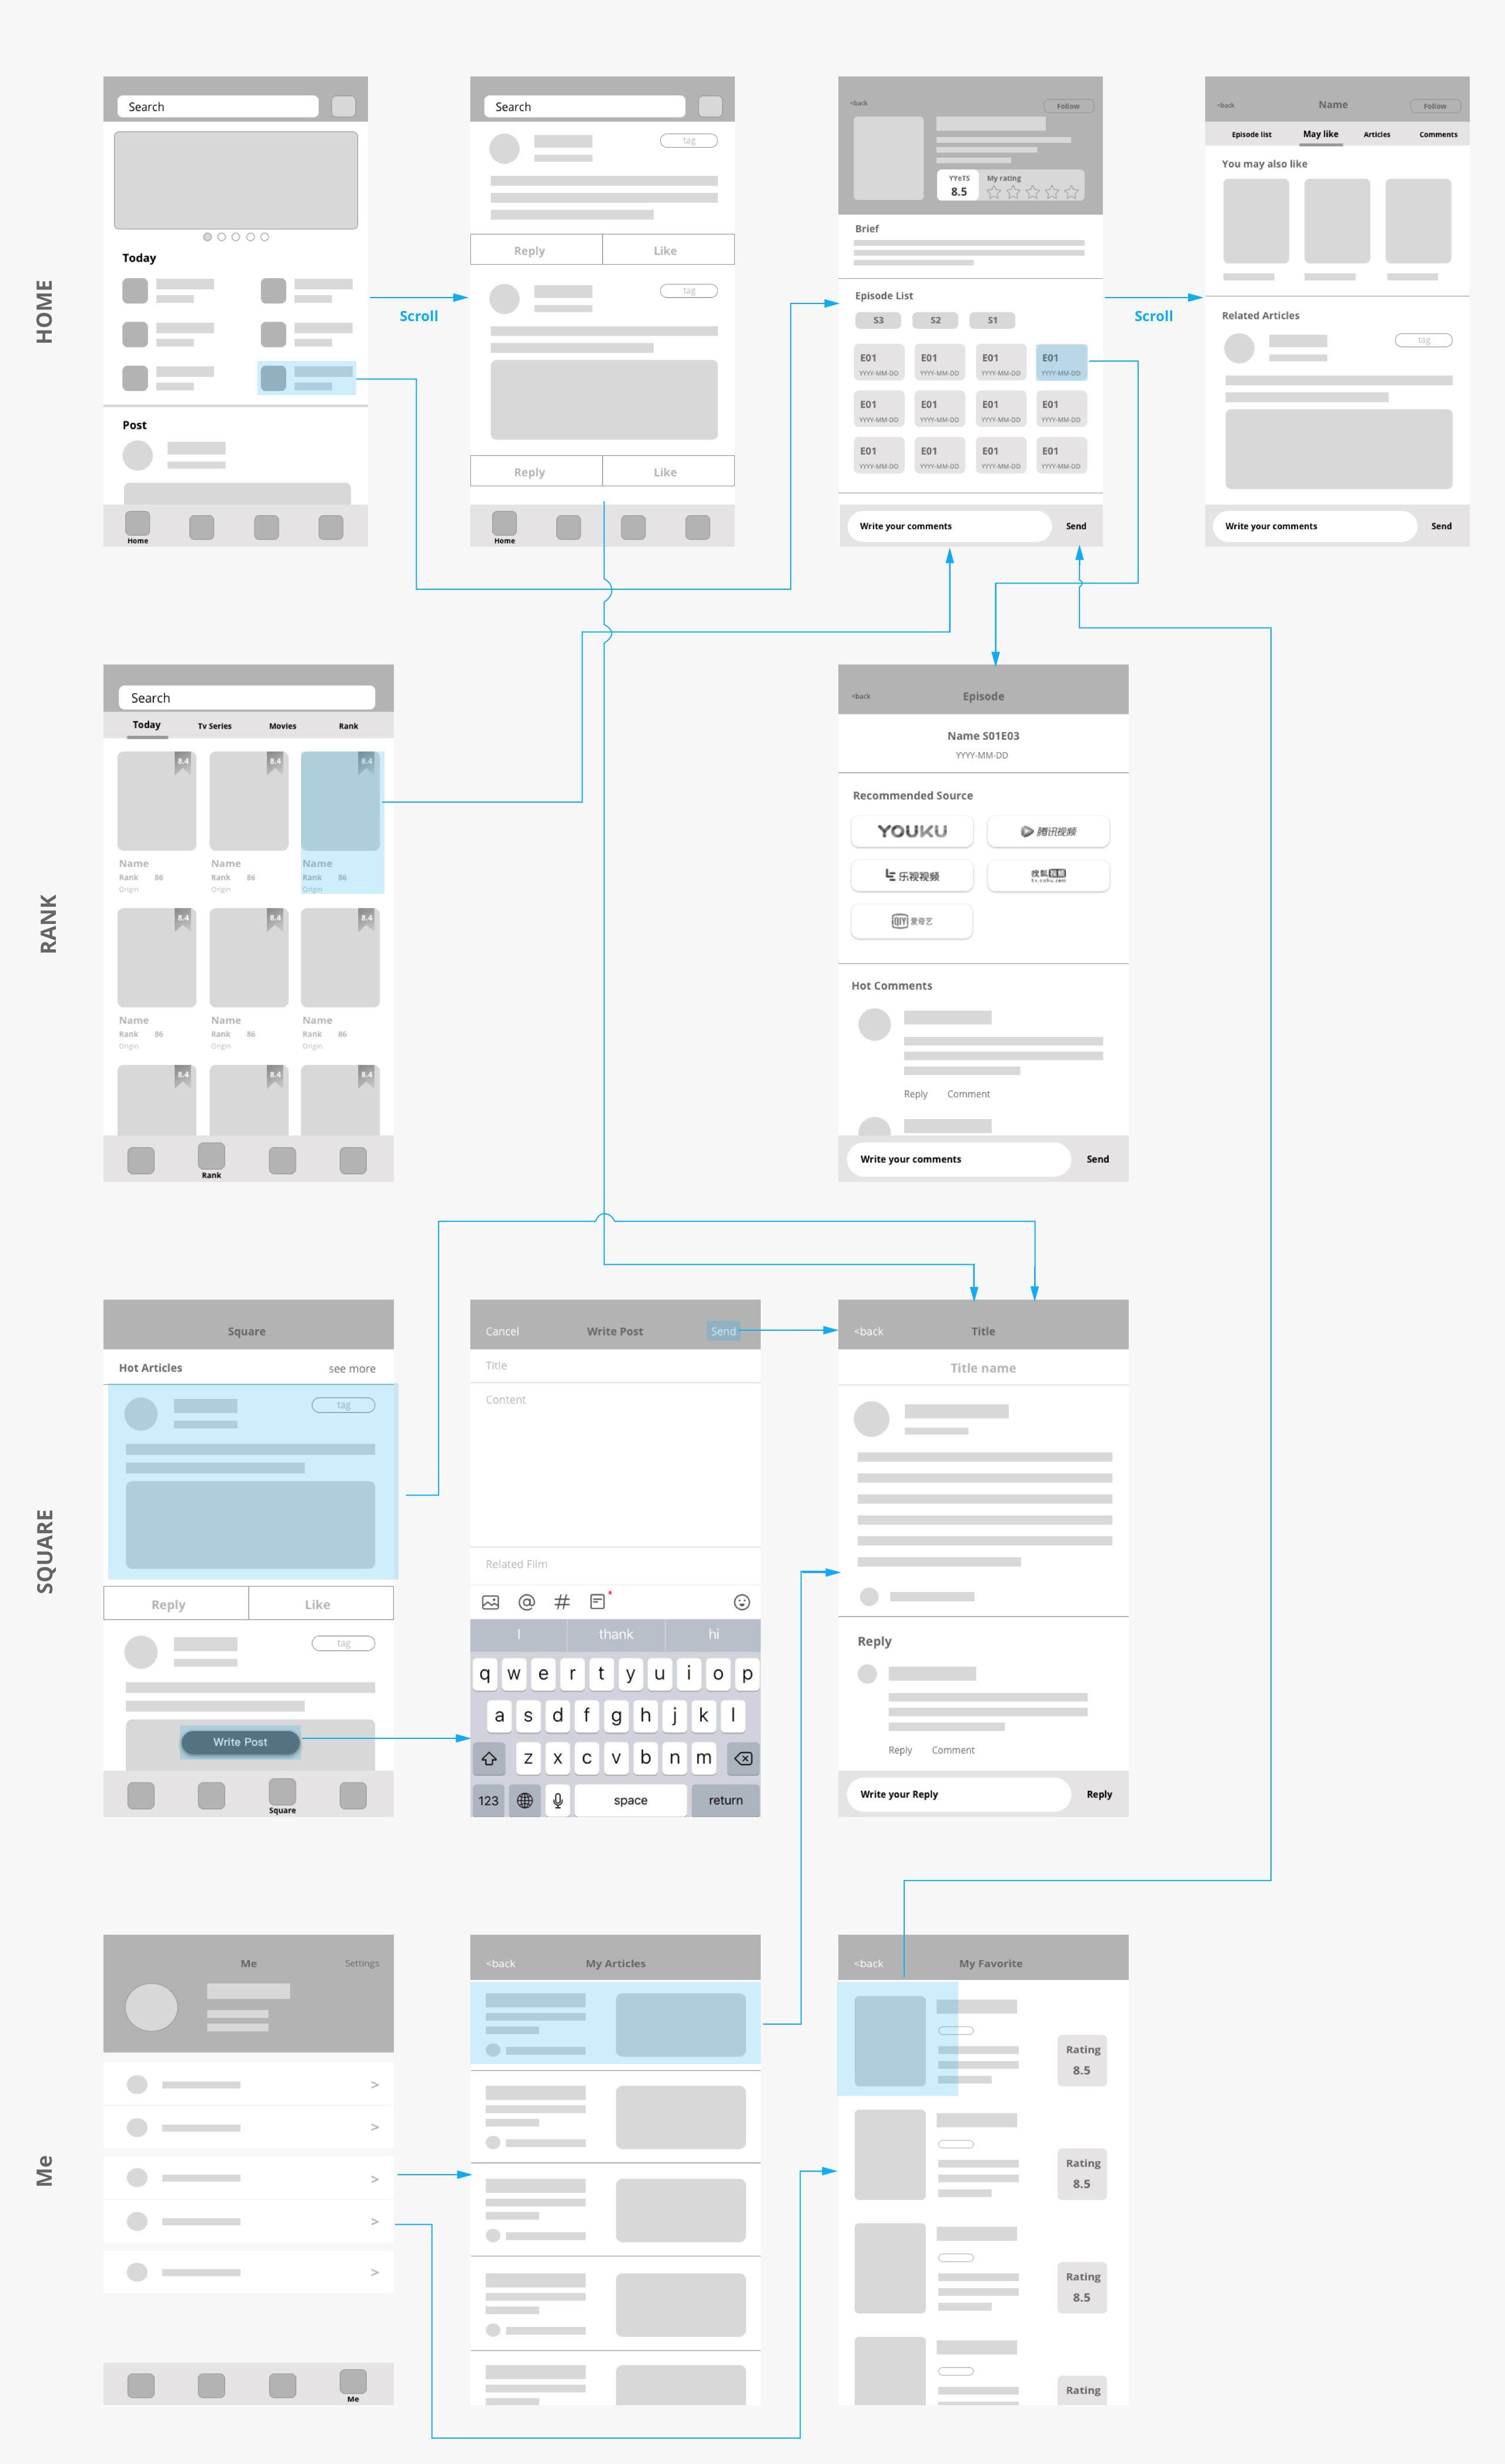 HOME
Search
Today
Post
Home
Scroll
Search
tag
Reply Like
tag
Reply Like
Home
<back Follow
YYeTS My rating
8.5
Brief
Episode List
S3 S2 S1
E01 E01 E01 E01
YYYY-MM-DD YYYY-MM-DD YYYY-MM-DD YYYY-MM-DD
E01 E01 E01 E01
YYYY-MM-DD YYYY-MM-DD YYYY-MM-DD YYYY-MM-DD
E01 E01 E01 E01
YYYY-MM-DD YYYY-MM-DD YYYY-MM-DD YYYY-MM-DD
Write your comments Send
Scroll
<back Name Follow
Episode list May like Articles Comments
You may also like
Related Articles
tag
Write your comments Send
RANK
Search
Today Tv Series Movies Rank
8.4 8.4 8.4
Name Name Name
Rank 86 Rank 86 Rank 86
Origin Origin Origin
8.4 8.4 8.4
Name Name Name
Rank 86 Rank 86 Rank 86
Origin Origin Origin
8.4 8.4 8.4
Rank
<back Episode
Name S01E03
YYYY-MM-DD
Recommended Source
YOUKU 腾讯视频
乐视视频 搜狐视频
tv.sohu.com
iQIYI 爱奇艺
Hot Comments
Reply Comment
Write your comments Send
SQUARE
Square
Hot Articles see more
tag
Reply Like
tag
Write Post
Square
Cancel Write Post Send
Title
Content
Related Film
@ #
I thank hi
q w e r t y u i o p
a s d f g h j k l
z x c v b n m
123 space return
<back Title
Title name
Reply
Reply Comment
Write your Reply Reply
Me
Me Settings
>
>
>
>
>
Me
<back My Articles
<back My Favorite
Rating
8.5
Rating
8.5
Rating
8.5
Rating